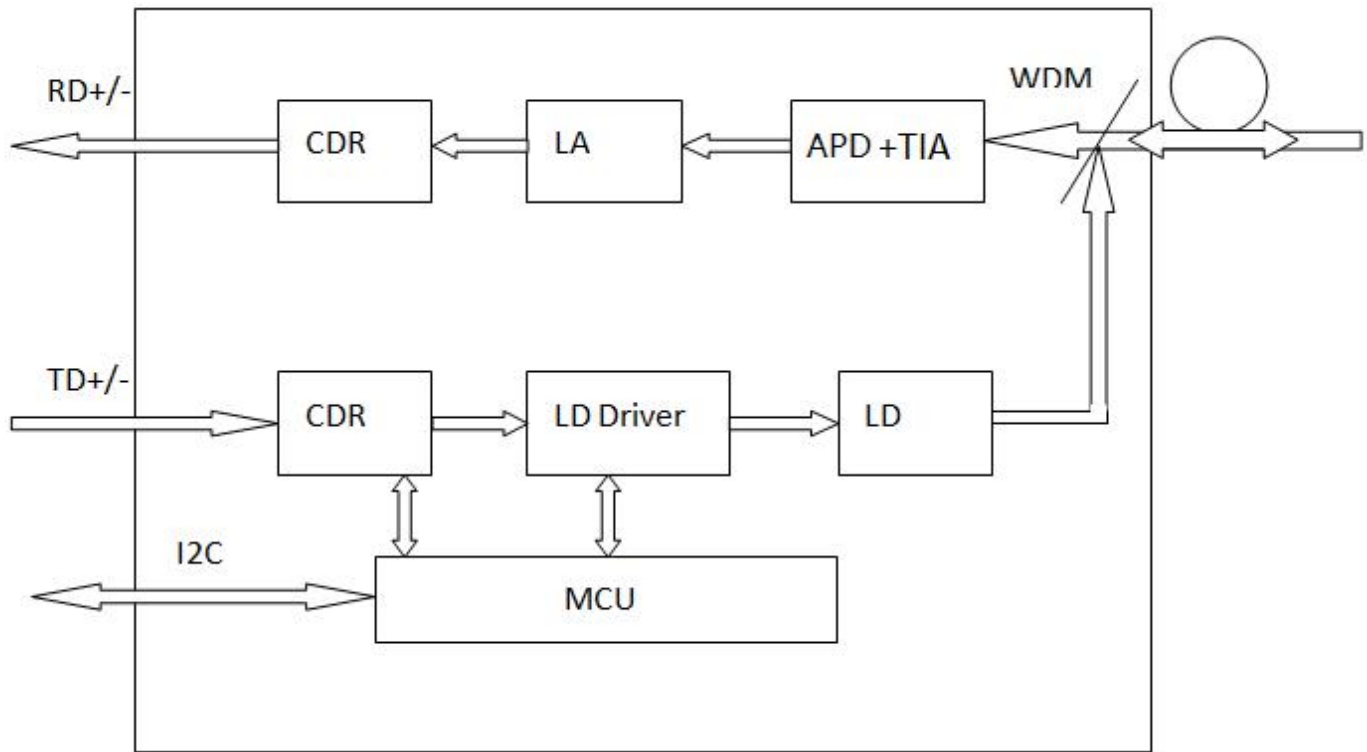 WDM
RD+/-
CDR
LA
APD +TIA
TD+/-
CDR
LD Driver
LD
I2C
MCU